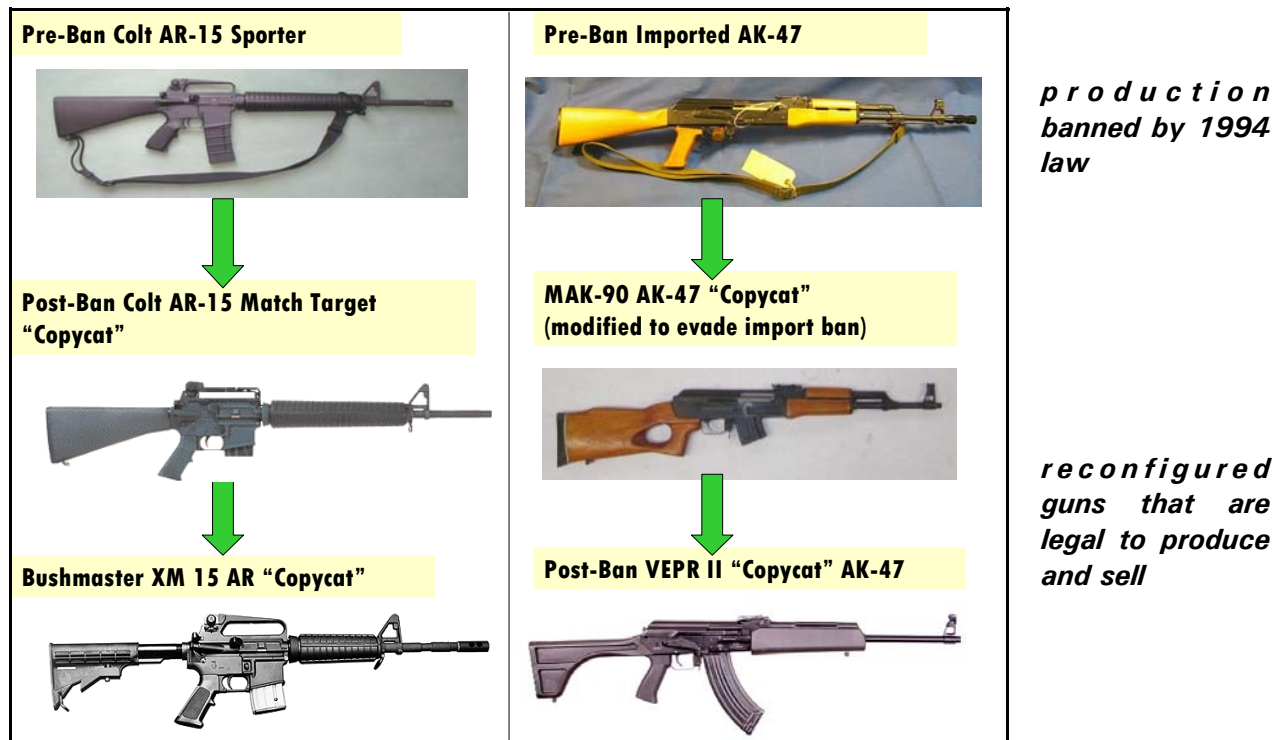 Pre-Ban Colt AR-15 Sporter
Pre-Ban Imported AK-47
production
banned by 1994
law
Post-Ban Colt AR-15 Match Target
“Copycat”
MAK-90 AK-47 “Copycat”
(modified to evade import ban)
reconfigured
guns that are
legal to produce
and sell
Bushmaster XM 15 AR “Copycat”
Post-Ban VEPR II “Copycat” AK-47